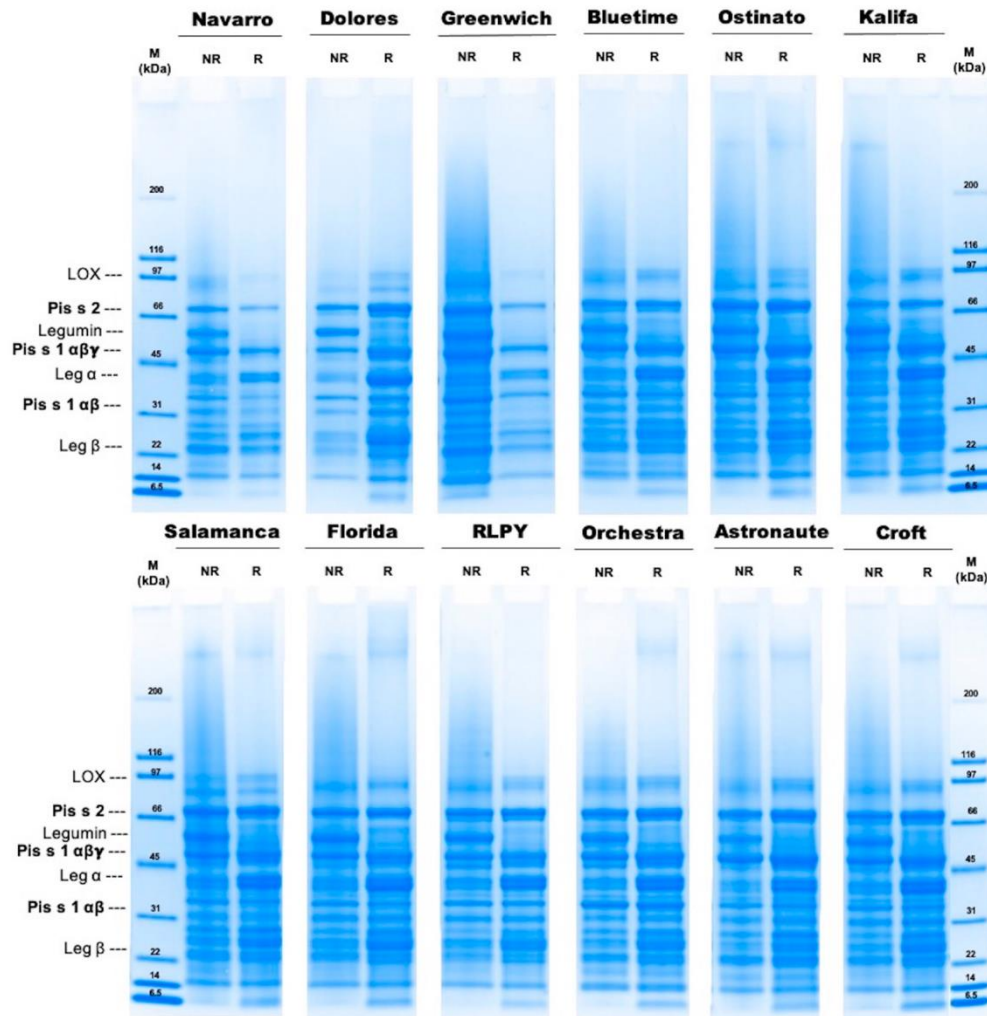 Navarro Dolores Greenwich Bluetime Ostinato Kalifa
M (kDa) NR R NR R NR R NR R NR R NR R M (kDa)
200 200
116 116
LOX --- 97 97
Pis s 2 --- 66 66
Legumin ---
Pis s 1 αβγ --- 45 45
Leg α ---
Pis s 1 αβ --- 31 31
Leg β --- 22 22
14 14
6.5 6.5
Salamanca Florida RLPY Orchestra Astronaute Croft
M (kDa) NR R NR R NR R NR R NR R NR R M (kDa)
200 200
116 116
LOX --- 97 97
Pis s 2 --- 66 66
Legumin ---
Pis s 1 αβγ --- 45 45
Leg α ---
Pis s 1 αβ --- 31 31
Leg β --- 22 22
14 14
6.5 6.5